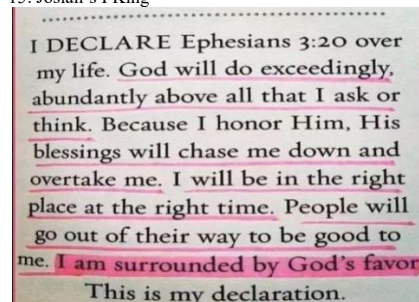 I DECLARE Ephesians 3:20 over
my life. God will do exceedingly,
abundantly above all that I ask or
think. Because I honor Him, His
blessings will chase me down and
overtake me. I will be in the right
place at the right time. People will
go out of their way to be good to
me. I am surrounded by God's favor
This is my declaration.